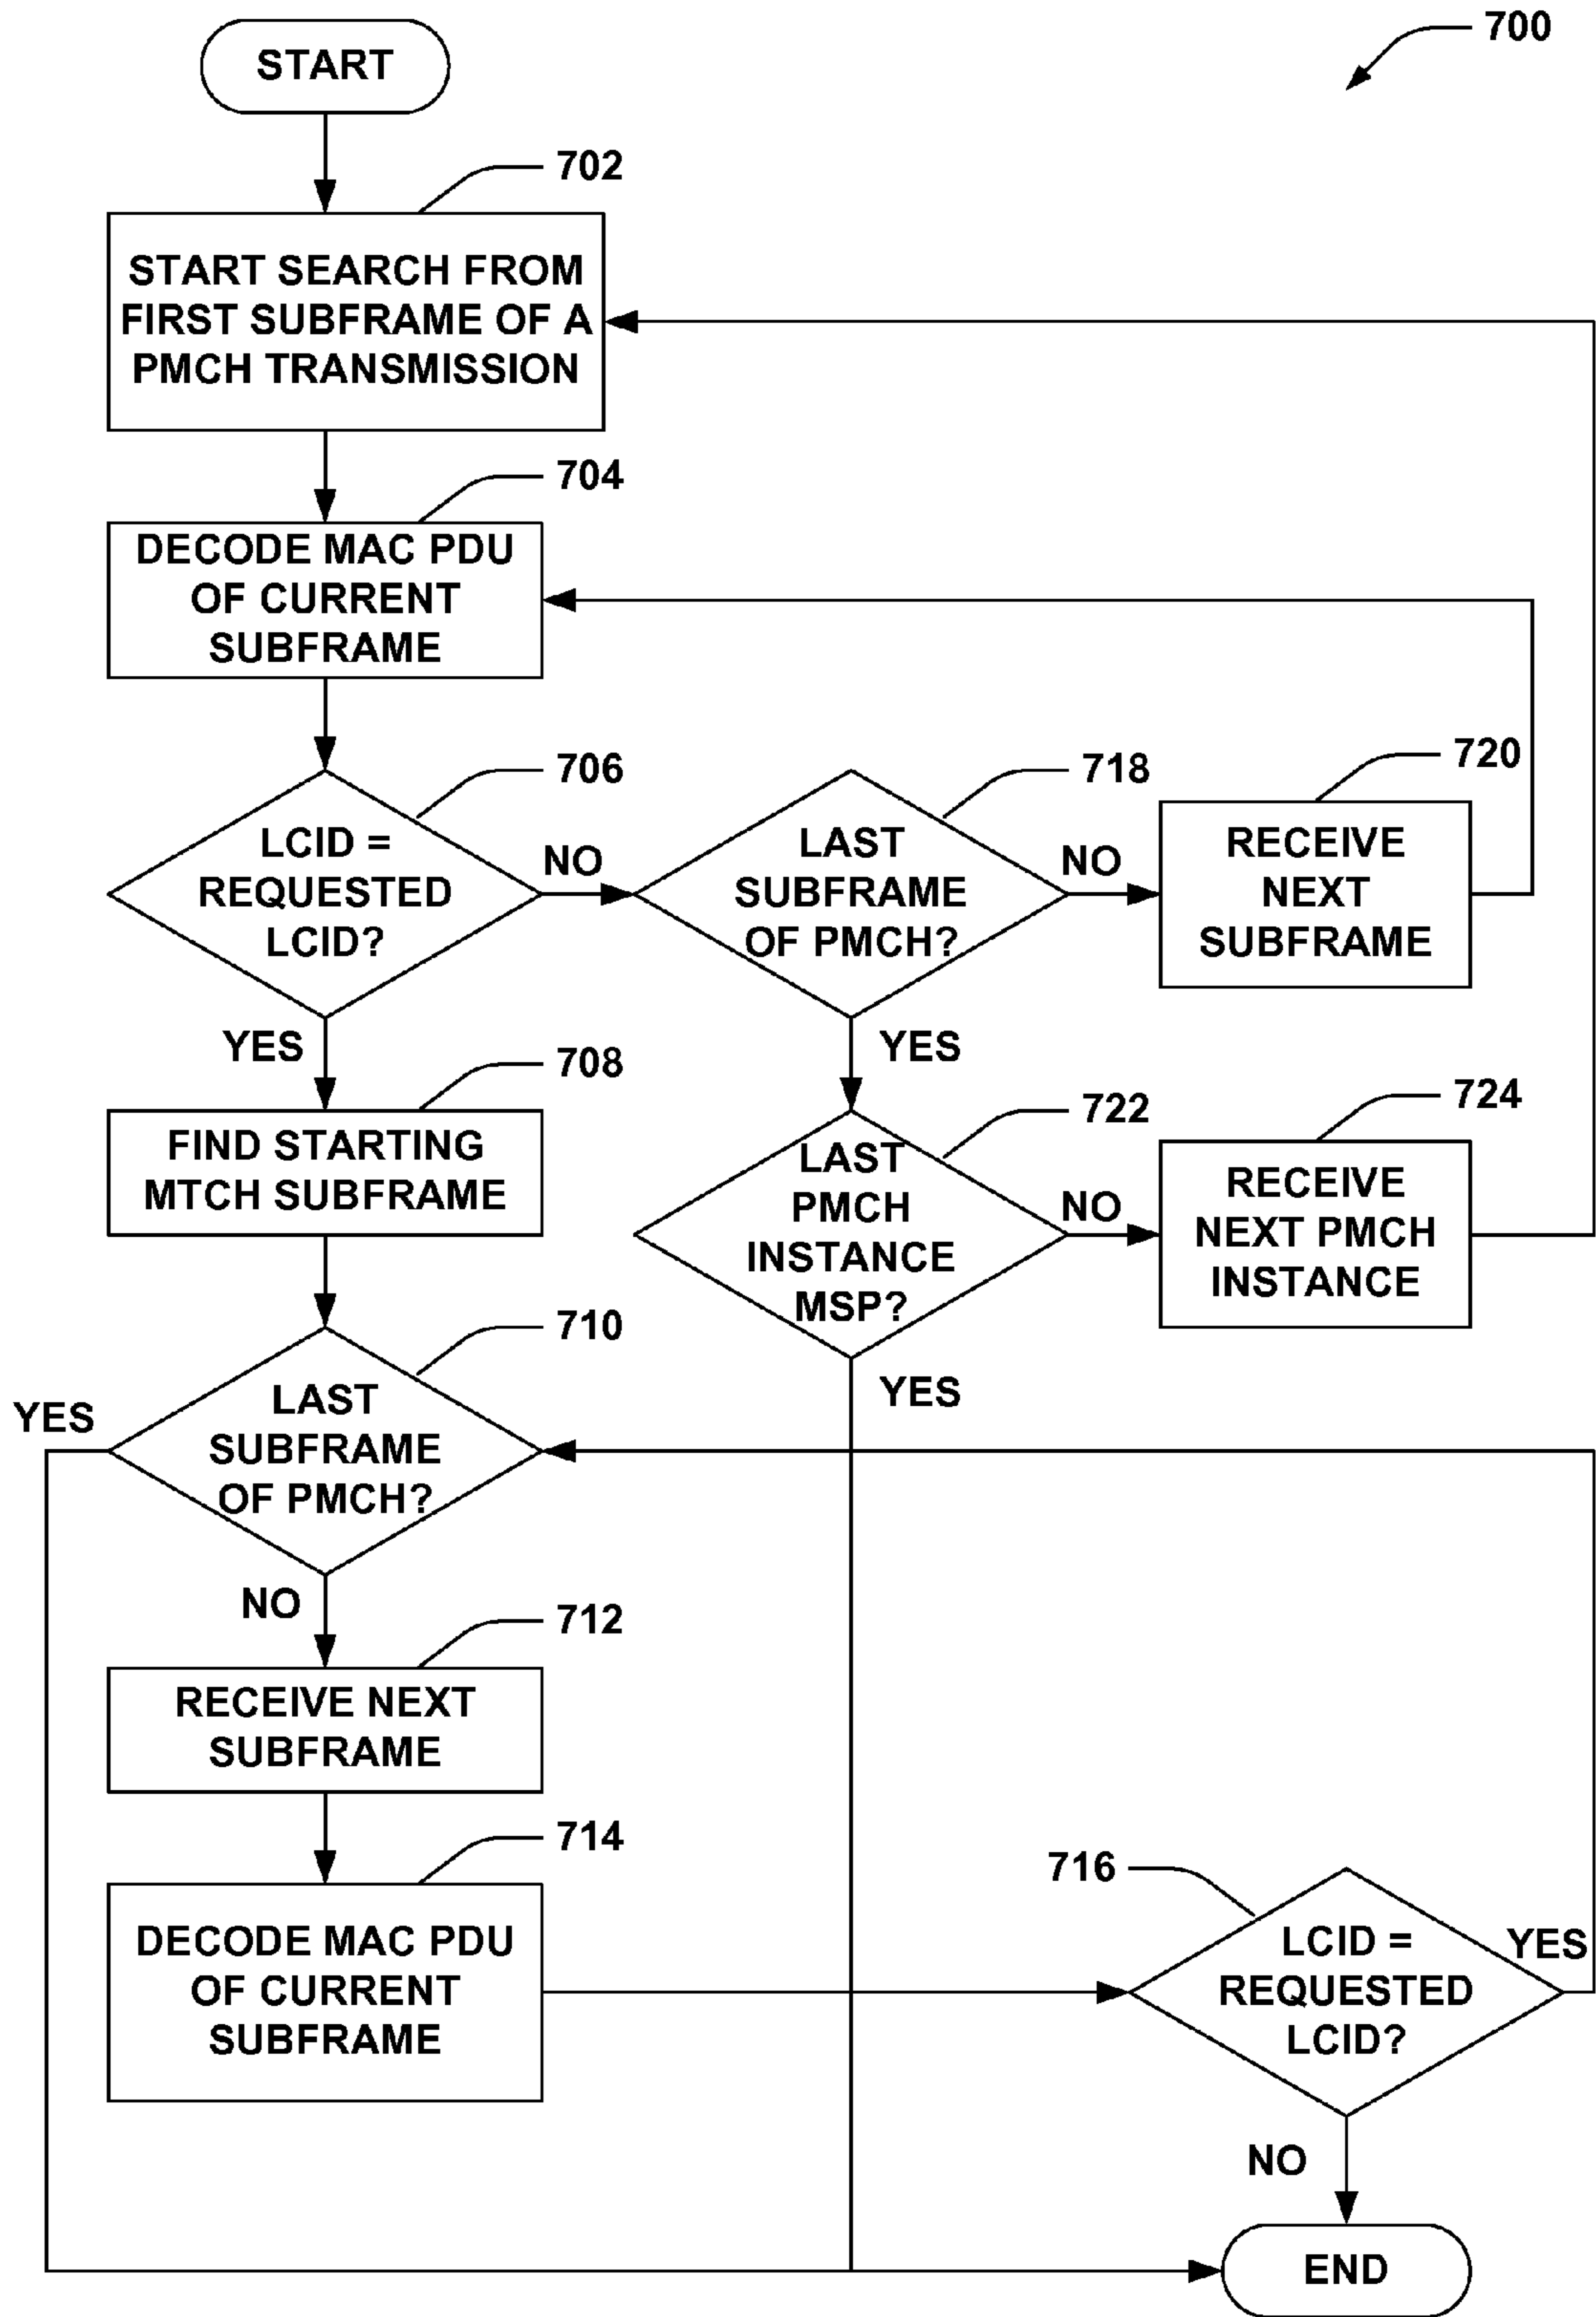 700
START
702
START SEARCH FROM
FIRST SUBFRAME OF A
PMCH TRANSMISSION
704
DECODE MAC PDU
OF CURRENT
SUBFRAME
706
LCID =
REQUESTED
LCID?
NO
718
LAST
SUBFRAME
OF PMCH?
NO
720
RECEIVE
NEXT
SUBFRAME
YES
708
FIND STARTING
MTCH SUBFRAME
YES
722
LAST
PMCH
INSTANCE
MSP?
NO
724
RECEIVE
NEXT PMCH
INSTANCE
YES
710
LAST
SUBFRAME
OF PMCH?
YES
NO
712
RECEIVE NEXT
SUBFRAME
714
DECODE MAC PDU
OF CURRENT
SUBFRAME
716
LCID =
REQUESTED
LCID?
YES
NO
END